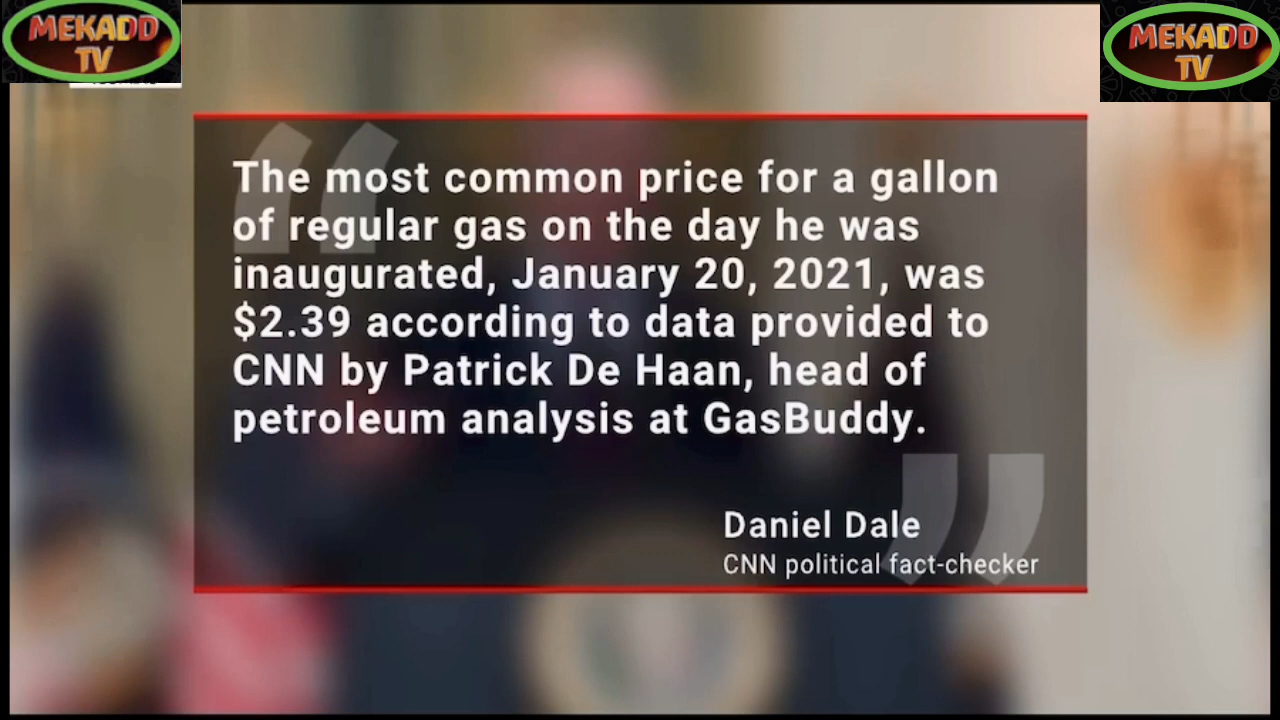 MEKADD
TV
MEKADD
TV
The most common price for a gallon
of regular gas on the day he was
inaugurated, January 20, 2021, was
$2.39 according to data provided to
CNN by Patrick De Haan, head of
petroleum analysis at GasBuddy.
Daniel Dale
CNN political fact-checker